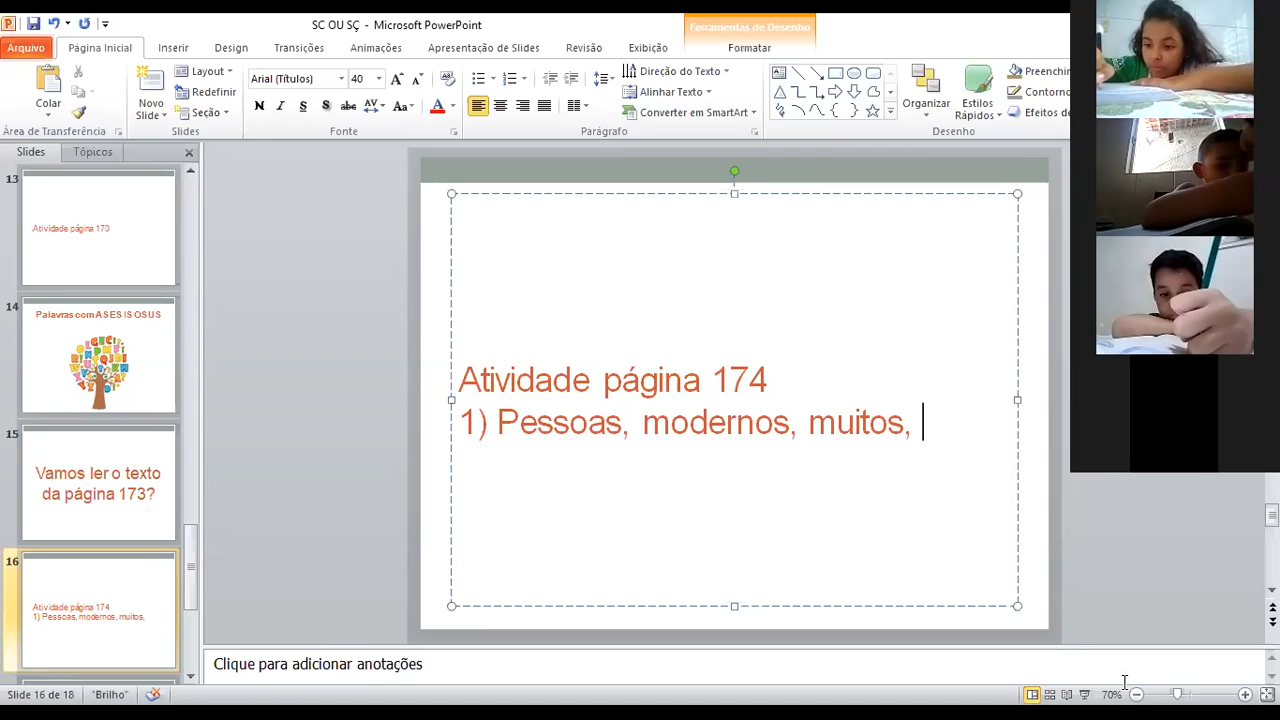 SC OU SÇ - Microsoft PowerPoint
Ferramentas de Desenho
Arquivo
Página Inicial
Inserir
Design
Transições
Animações
Apresentação de Slides
Revisão
Exibição
Formatar
Colar
Área de Transferência
Novo
Slide
Layout
Redefinir
Seção
Slides
Arial (Títulos)
40
Fonte
Direção do Texto
Alinhar Texto
Converter em SmartArt
Parágrafo
Organizar
Estilos
Rápidos
Desenho
Preenchir
Contorno
Efeitos de
Slides
Tópicos
13
Atividade página 170
14
Palavras com AS ES IS OS US
15
Vamos ler o texto
da página 173?
16
Atividade página 174
1) Pessoas, modernos, muitos,
Atividade página 174
1) Pessoas, modernos, muitos,
Clique para adicionar anotações
Slide 16 de 18
"Brilho"
70%